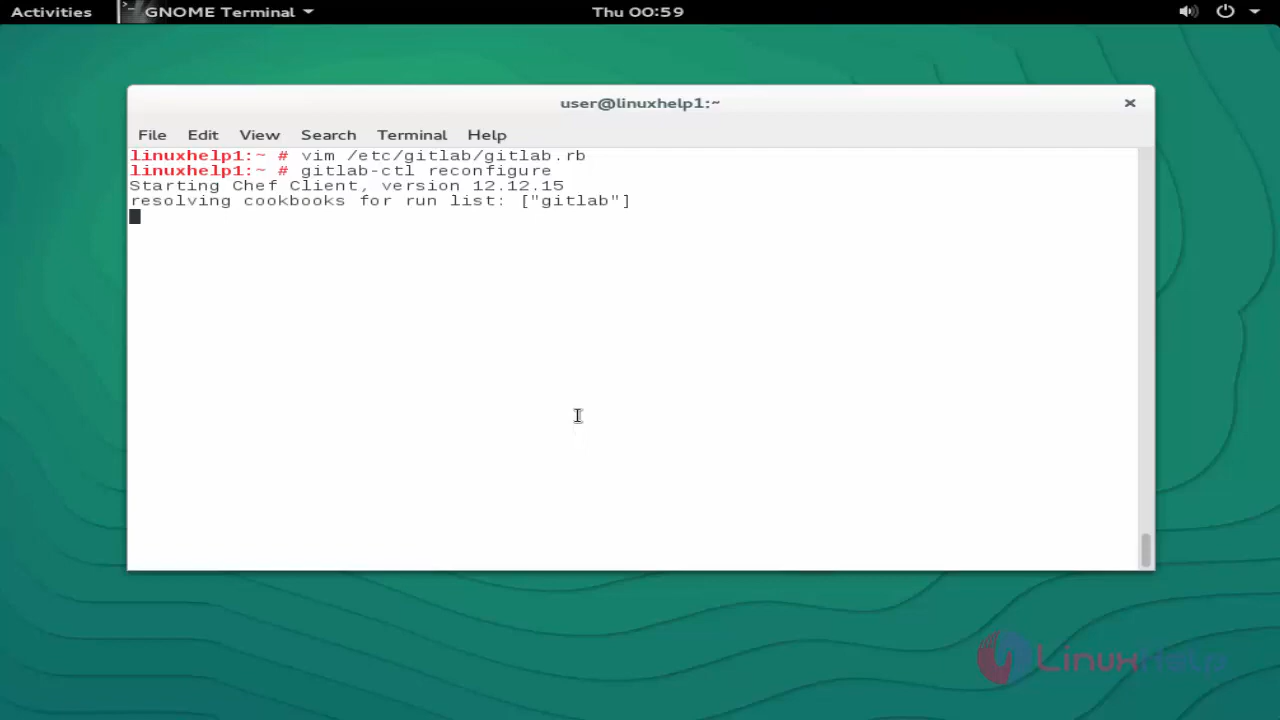 Activities GNOME Terminal Thu 00:59
user@linuxhelp1:~ ×
File Edit View Search Terminal Help
linuxhelp1:~ # vim /etc/gitlab/gitlab.rb
linuxhelp1:~ # gitlab-ctl reconfigure
Starting Chef Client, version 12.12.15
resolving cookbooks for run list: ["gitlab"]
LinuxHelp